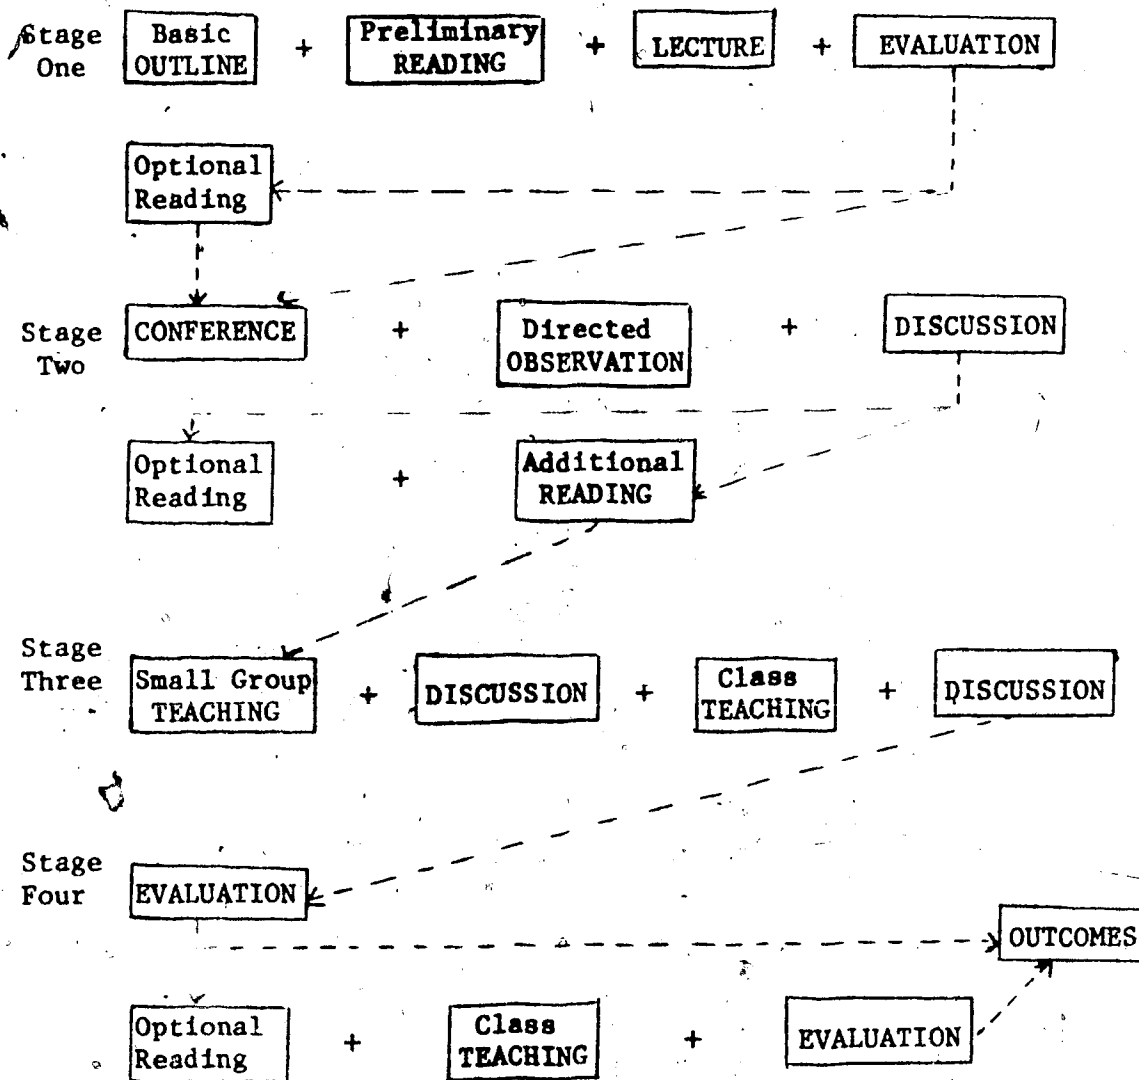 Stage One
Basic OUTLINE
+
Preliminary READING
+
LECTURE
+
EVALUATION
Optional Reading
Stage Two
CONFERENCE
+
Directed OBSERVATION
+
DISCUSSION
Optional Reading
+
Additional READING
Stage Three
Small Group TEACHING
+
DISCUSSION
+
Class TEACHING
+
DISCUSSION
Stage Four
EVALUATION
OUTCOMES
Optional Reading
+
Class TEACHING
+
EVALUATION